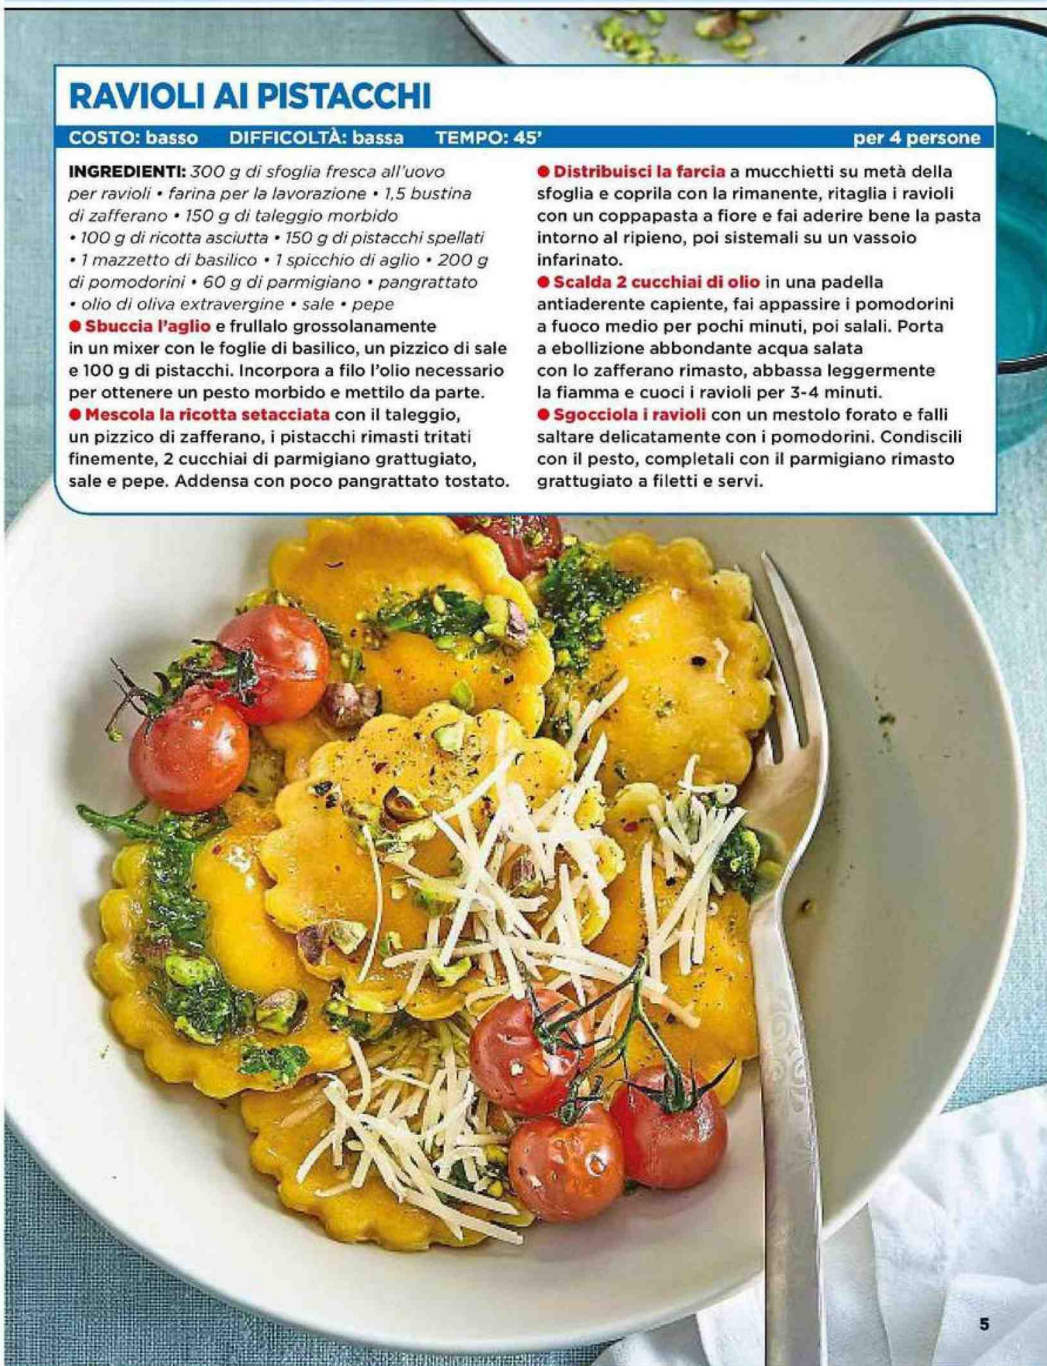 RAVIOLI AI PISTACCHI
COSTO: basso DIFFICOLTÀ: bassa TEMPO: 45' per 4 persone
INGREDIENTI: 300 g di sfoglia fresca all'uovo
per ravioli • farina per la lavorazione • 1,5 bustina
di zafferano • 150 g di taleggio morbido
• 100 g di ricotta asciutta • 150 g di pistacchi spellati
• 1 mazzetto di basilico • 1 spicchio di aglio • 200 g
di pomodorini • 60 g di parmigiano • pangrattato
• olio di oliva extravergine • sale • pepe
● Sbuccia l'aglio e frullalo grossolanamente
in un mixer con le foglie di basilico, un pizzico di sale
e 100 g di pistacchi. Incorpora a filo l'olio necessario
per ottenere un pesto morbido e mettilo da parte.
● Mescola la ricotta setacciata con il taleggio,
un pizzico di zafferano, i pistacchi rimasti tritati
finemente, 2 cucchiai di parmigiano grattugiato,
sale e pepe. Addensa con poco pangrattato tostato.
● Distribuisci la farcia a mucchietti su metà della
sfoglia e coprila con la rimanente, ritaglia i ravioli
con un coppapasta a fiore e fai aderire bene la pasta
intorno al ripieno, poi sistemali su un vassoio
infarinato.
● Scalda 2 cucchiai di olio in una padella
antiaderente capiente, fai appassire i pomodorini
a fuoco medio per pochi minuti, poi salali. Porta
a ebollizione abbondante acqua salata
con lo zafferano rimasto, abbassa leggermente
la fiamma e cuoci i ravioli per 3-4 minuti.
● Sgocciola i ravioli con un mestolo forato e falli
saltare delicatamente con i pomodorini. Condiscili
con il pesto, completali con il parmigiano rimasto
grattugiato a filetti e servi.
5